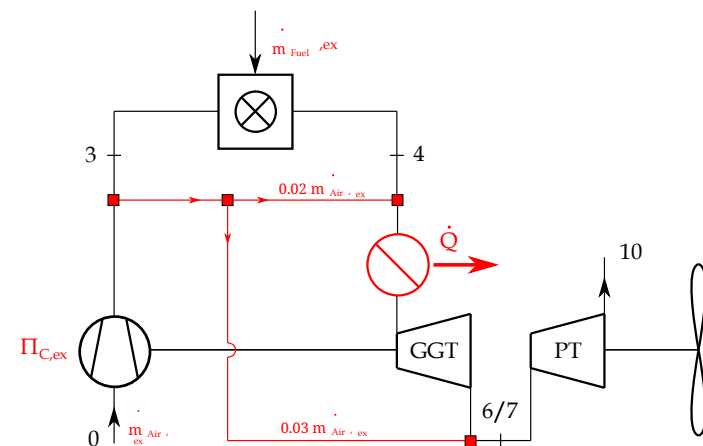 ṁ Fuel ,ex
3
4
0.02 ṁ Air , ex
Q̇
10
Π C,ex
GGT
PT
6/7
0.03 ṁ Air , ex
0
ṁ Air ,
ex